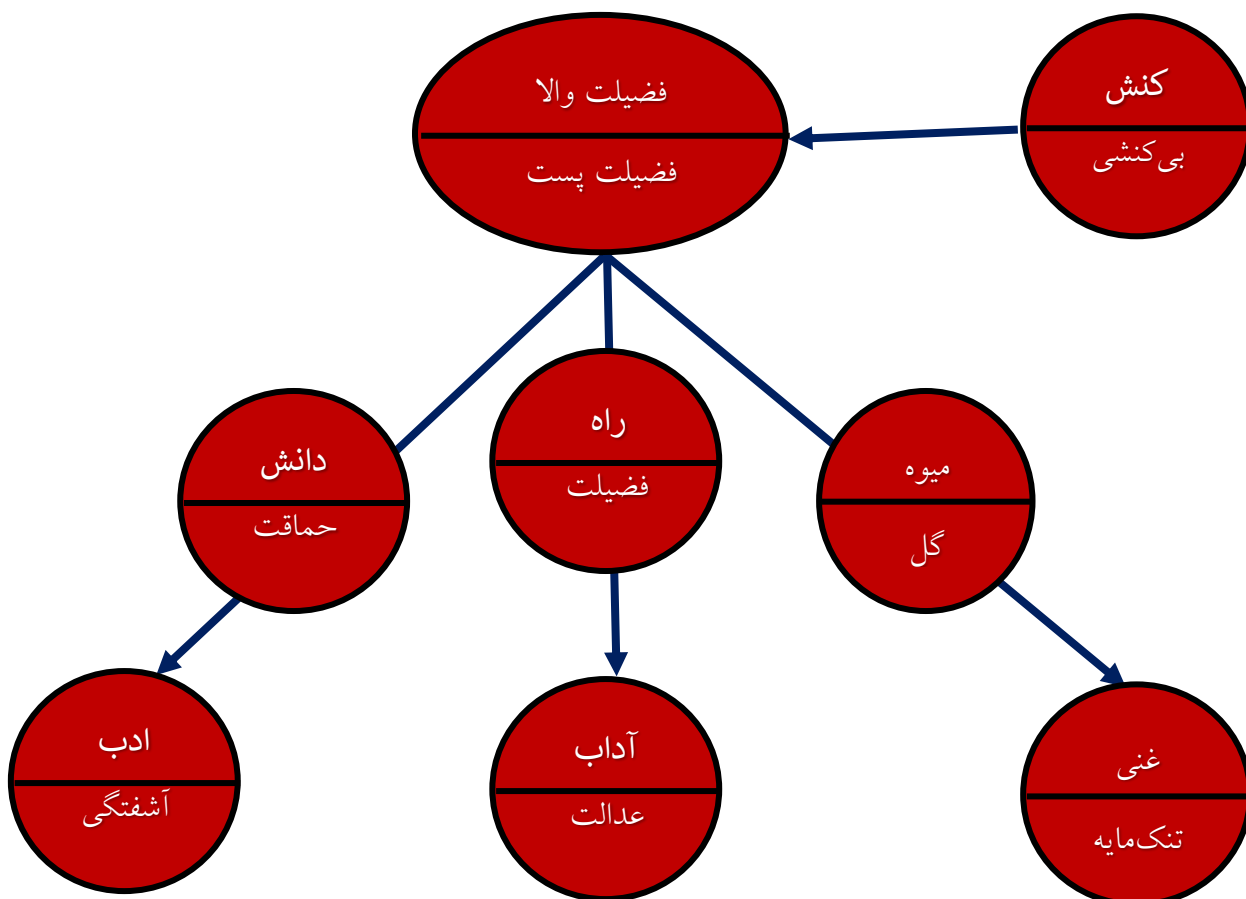 فضیلت والا
فضیلت پست
کنش
بی‌کنشی
میوه
گل
راه
فضیلت
دانش
حماقت
غنی
تنک‌مایه
آداب
عدالت
ادب
آشفتگی